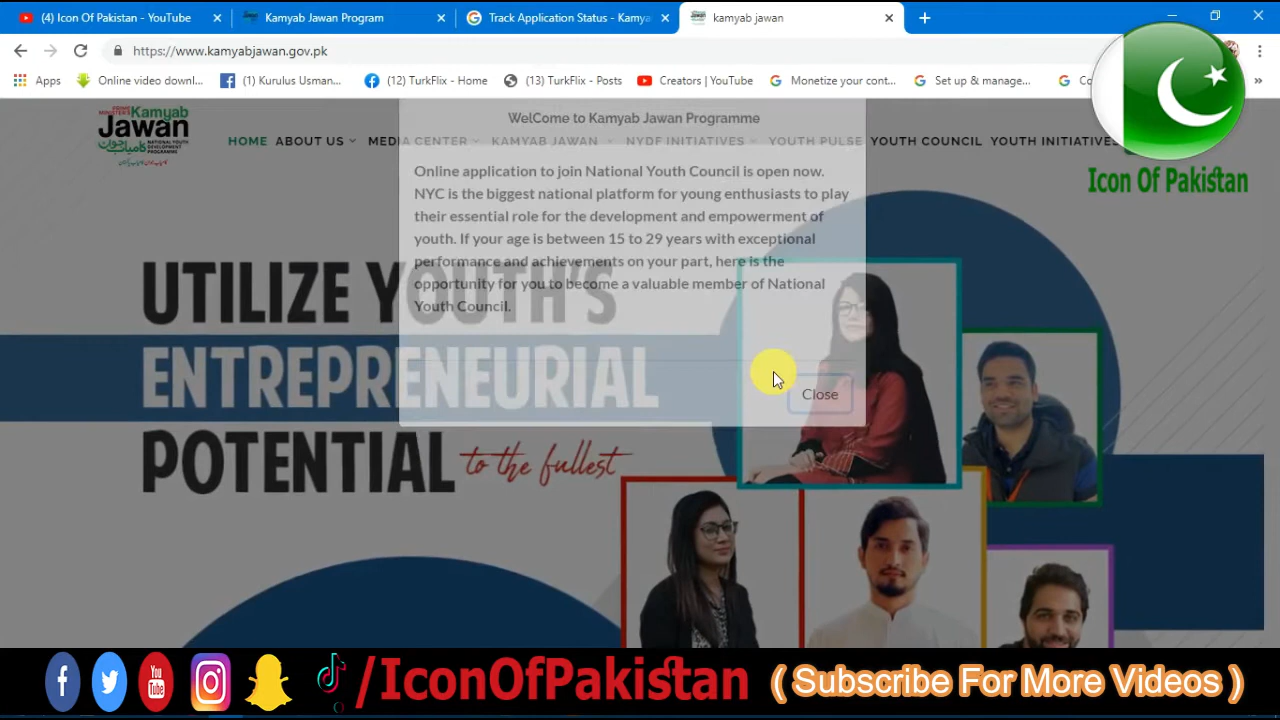 (4) Icon Of Pakistan - YouTube
Kamyab Jawan Program
Track Application Status - Kamya
kamyab jawan
https://www.kamyabjawan.gov.pk
Apps
Online video downl...
(1) Kurulus Usman...
(12) TurkFlix - Home
(13) TurkFlix - Posts
Creators | YouTube
Monetize your cont...
Set up & manage...
»
Icon Of Pakistan
Kamyab
Jawan
کامیاب جوان
HOME ABOUT US MEDIA CENTER KAMYAB JAWAN NYDF INITIATIVES YOUTH PULSE YOUTH COUNCIL YOUTH INITIATIVES
WelCome to Kamyab Jawan Programme
Online application to join National Youth Council is open now.
NYC is the biggest national platform for young enthusiasts to play
their essential role for the development and empowerment of
youth. If your age is between 15 to 29 years with exceptional
performance and achievements on your part, here is the
opportunity for you to become a valuable member of National
Youth Council.
Close
UTILIZE YOUTH'S
ENTREPRENEURIAL
POTENTIAL to the fullest
/IconOfPakistan ( Subscribe For More Videos )